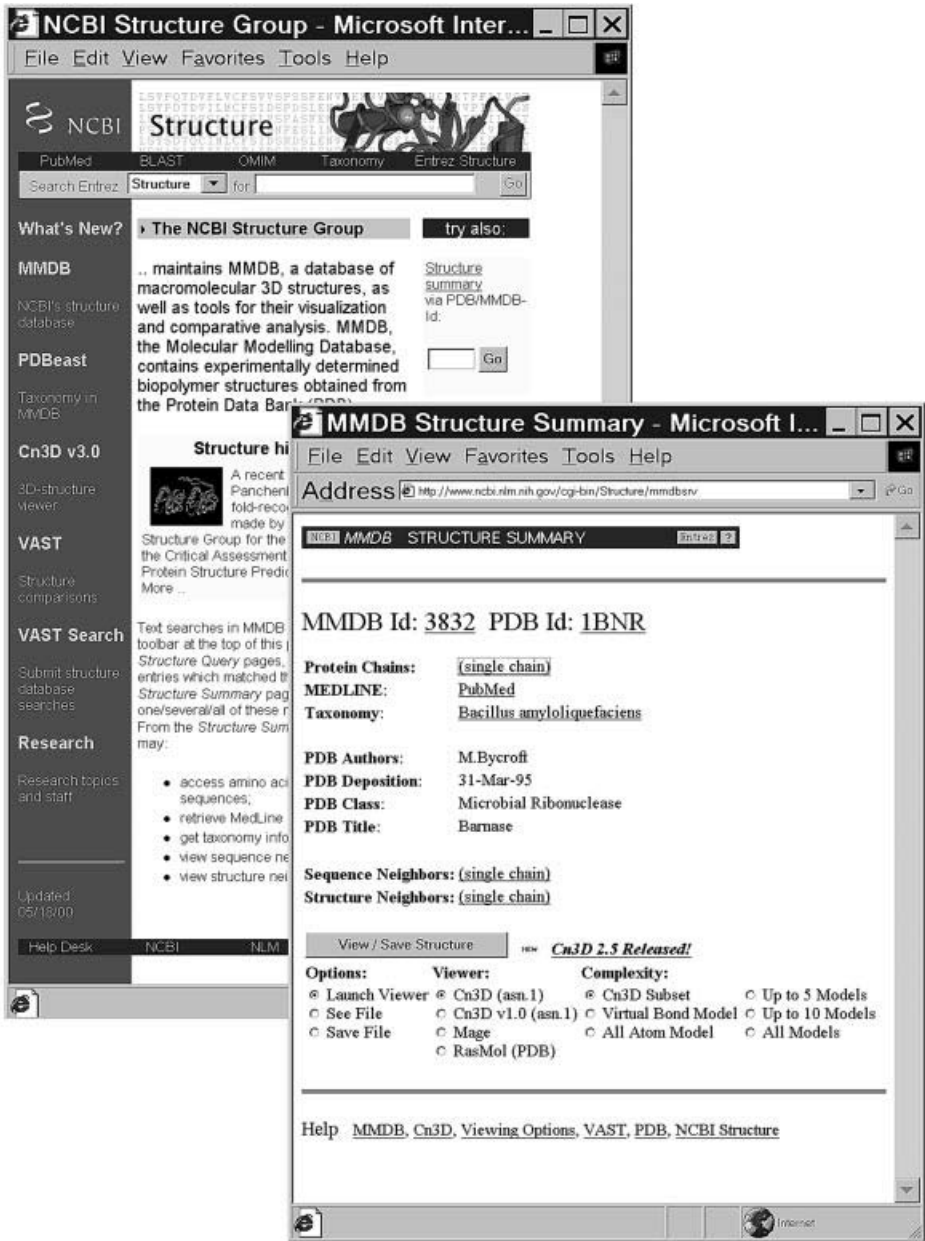 NCBI Structure Group - Microsoft Inter...
File Edit View Favorites Tools Help
NCBI
Structure
PubMed BLAST OMIM Taxonomy Entrez Structure
Search Entrez Structure for Go
What's New?
MMDB
NCBI's structure
database
PDBeast
Taxonomy in
MMDB
Cn3D v3.0
3D-structure
viewer
VAST
Structure
comparisons
VAST Search
Submit structure
database
searches
Research
Research topics
and staff
Updated
05/18/00
Help Desk NCBI NLM
The NCBI Structure Group
.. maintains MMDB, a database of
macromolecular 3D structures, as
well as tools for their visualization
and comparative analysis. MMDB,
the Molecular Modelling Database,
contains experimentally determined
biopolymer structures obtained from
the Protein Data Bank (PDB)
try also:
Structure
summary
via PDB/MMDB-
Id:
Go
Structure hi
A recent
Panchenl
fold-reco
made by
Structure Group for the
the Critical Assessment
Protein Structure Predic
More ..
Text searches in MMDB
toolbar at the top of this
Structure Query pages,
entries which matched th
Structure Summary pag
one/several/all of these r
From the Structure Sum
may:
• access amino aci
sequences;
• retrieve MedLine
• get taxonomy info
• view sequence ne
• view structure nei
MMDB Structure Summary - Microsoft I...
File Edit View Favorites Tools Help
Address http://www.ncbi.nlm.nih.gov/cgi-bin/Structure/mmdbsrv Go
NCBI MMDB STRUCTURE SUMMARY Entrez ?
MMDB Id: 3832 PDB Id: 1BNR
Protein Chains: (single chain)
MEDLINE: PubMed
Taxonomy: Bacillus amyloliquefaciens
PDB Authors: M.Bycroft
PDB Deposition: 31-Mar-95
PDB Class: Microbial Ribonuclease
PDB Title: Barnase
Sequence Neighbors: (single chain)
Structure Neighbors: (single chain)
View / Save Structure NEW Cn3D 2.5 Released!
Options: Viewer: Complexity:
Launch Viewer Cn3D (asn.1) Cn3D Subset Up to 5 Models
See File Cn3D v1.0 (asn.1) Virtual Bond Model Up to 10 Models
Save File Mage All Atom Model All Models
RasMol (PDB)
Help MMDB, Cn3D, Viewing Options, VAST, PDB, NCBI Structure
Internet